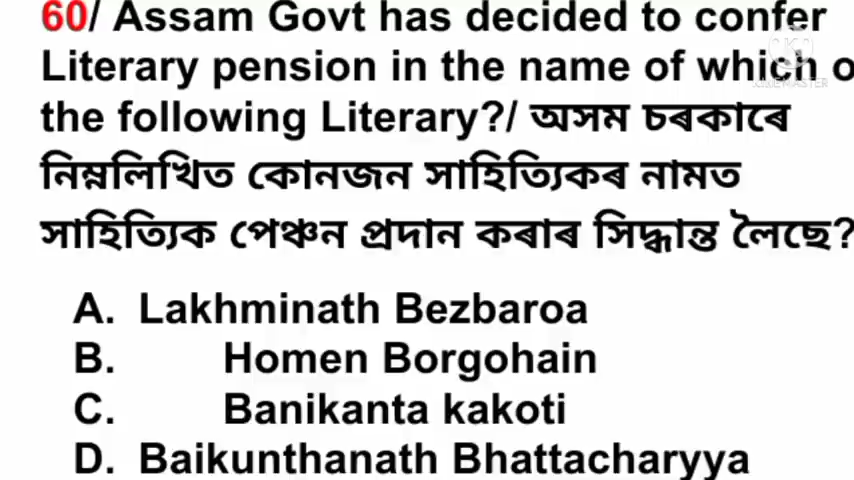 60/ Assam Govt has decided to confer
Literary pension in the name of which o
the following Literary?/ অসম চৰকাৰে
নিম্নলিখিত কোনজন সাহিত্যিকৰ নামত
সাহিত্যিক পেঞ্চন প্ৰদান কৰাৰ সিদ্ধান্ত লৈছে?
A. Lakhminath Bezbaroa
B. Homen Borgohain
C. Banikanta kakoti
D. Baikunthanath Bhattacharyya